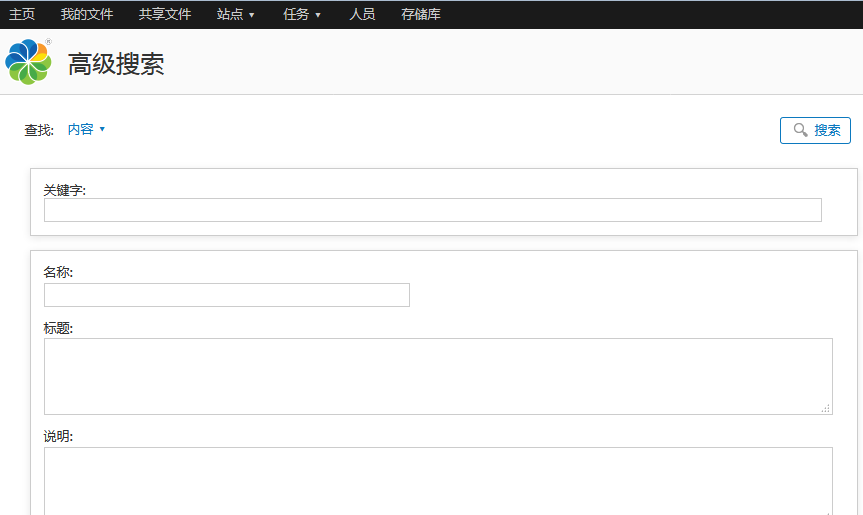 主页 我的文件 共享文件 站点 任务 人员 存储库
高级搜索
查找: 内容 搜索
关键字:
名称:
标题:
说明: